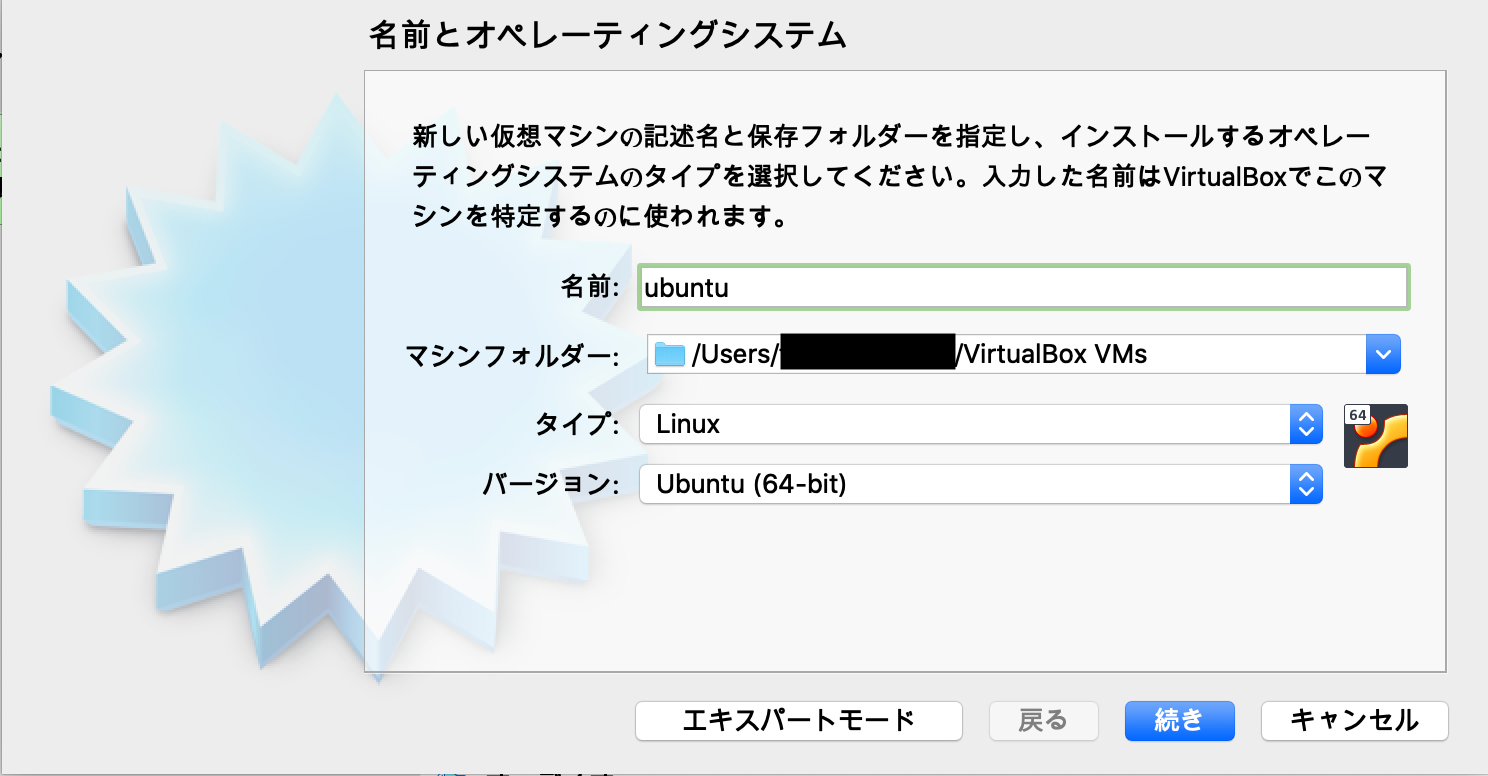 名前とオペレーティングシステム
新しい仮想マシンの記述名と保存フォルダーを指定し、インストールするオペレー
ティングシステムのタイプを選択してください。入力した名前はVirtualBoxでこのマ
シンを特定するのに使われます。
名前: ubuntu
マシンフォルダー: /Users/ /VirtualBox VMs
タイプ: Linux
64
バージョン: Ubuntu (64-bit)
エキスパートモード 戻る 続き キャンセル